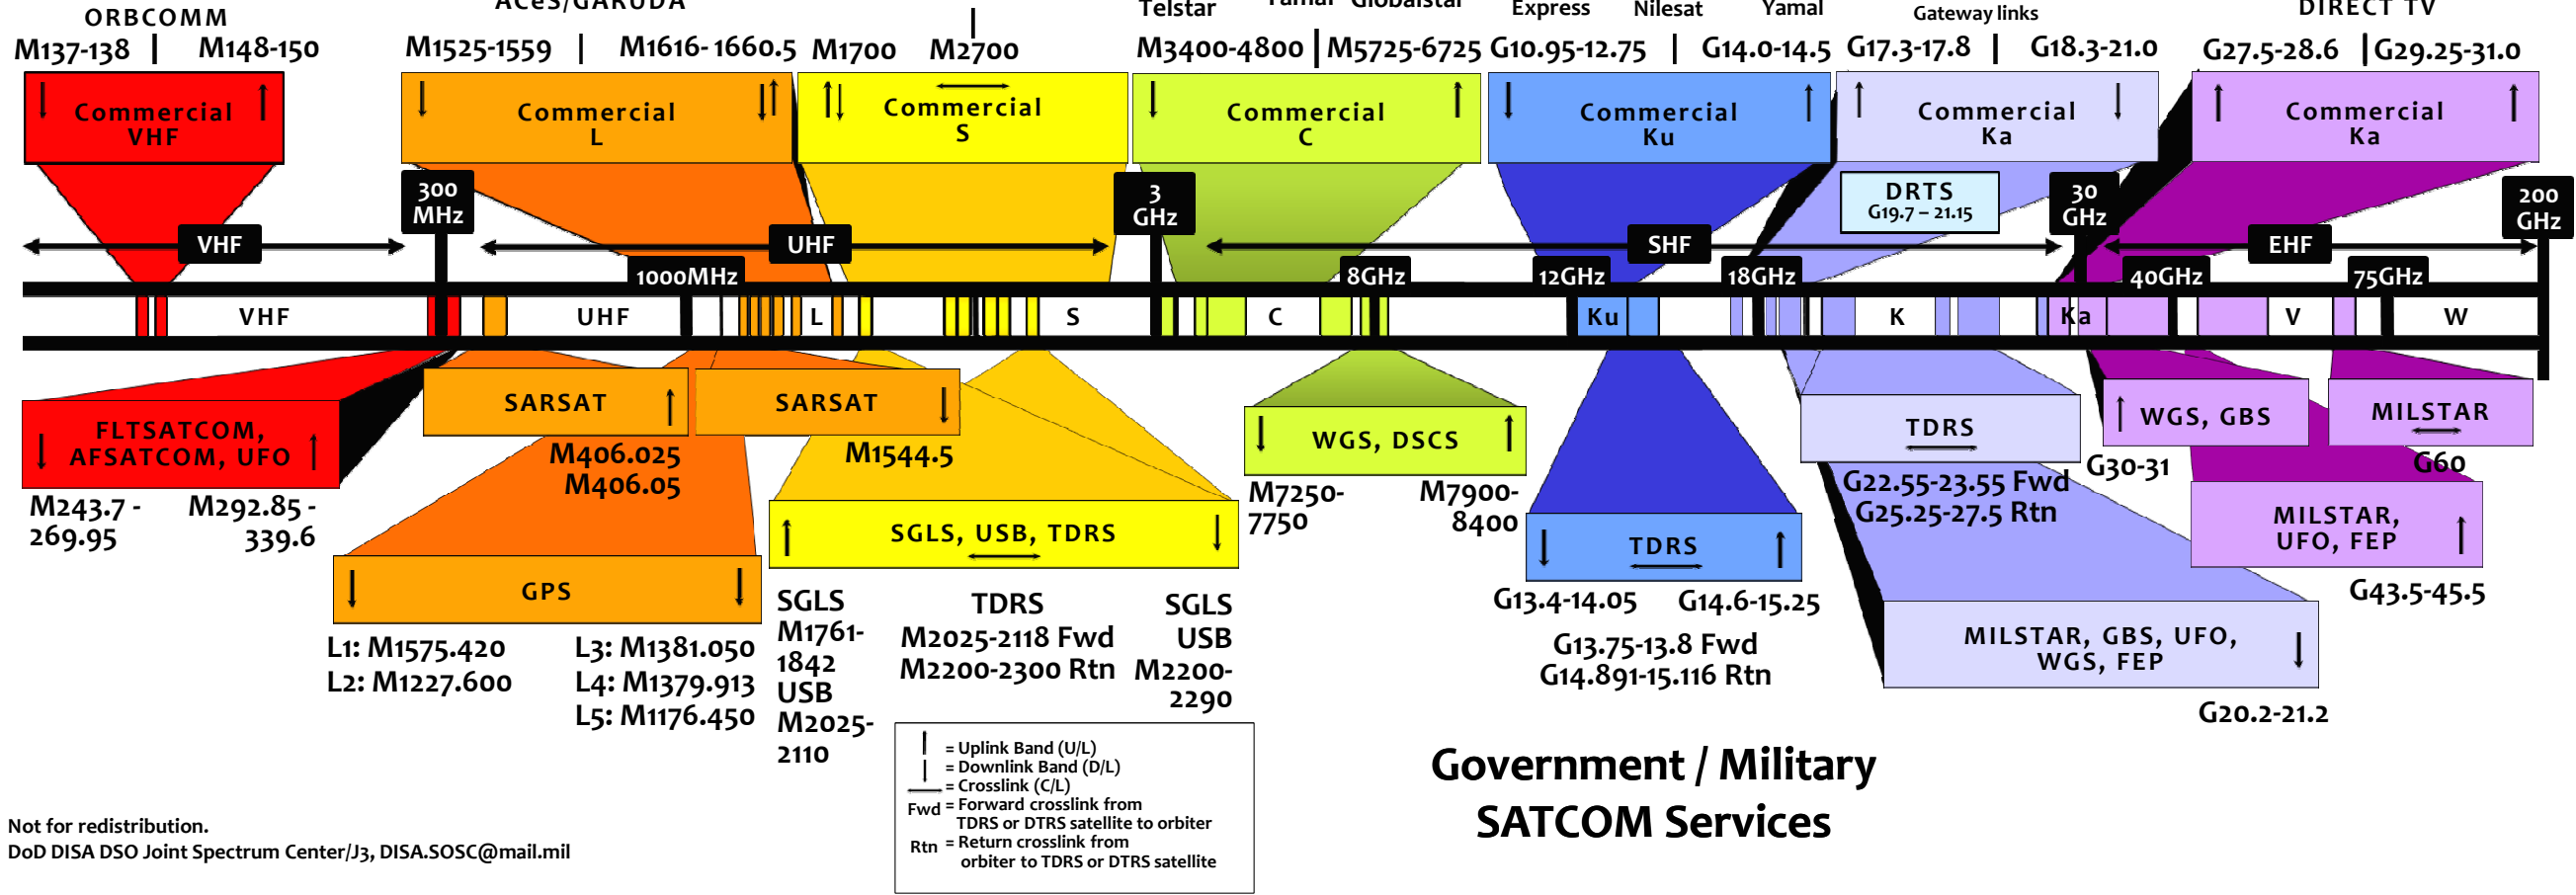 ORBCOMM
ACeS/GARUDA
Telstar
Yamal
Globalstar
Express
Nilesat
Yamal
Gateway links
DIRECT TV
M137-138 | M148-150
M1525-1559 | M1616-1660.5
M1700
M2700
M3400-4800 | M5725-6725
G10.95-12.75 | G14.0-14.5
G17.3-17.8 | G18.3-21.0
G27.5-28.6 | G29.25-31.0
Commercial
VHF
Commercial
L
Commercial
S
Commercial
C
Commercial
Ku
Commercial
Ka
Commercial
Ka
300
MHz
3
GHz
DRTS
G19.7 – 21.15
30
GHz
200
GHz
VHF
UHF
SHF
EHF
1000MHz
8GHz
12GHz
18GHz
40GHz
75GHz
VHF
UHF
L
S
C
Ku
K
Ka
V
W
FLTSATCOM,
AFSATCOM, UFO
M243.7 -
269.95
M292.85 -
339.6
SARSAT
M406.025
M406.05
SARSAT
M1544.5
GPS
L1: M1575.420
L2: M1227.600
L3: M1381.050
L4: M1379.913
L5: M1176.450
SGLS, USB, TDRS
SGLS
M1761-
1842
USB
M2025-
2110
TDRS
M2025-2118 Fwd
M2200-2300 Rtn
SGLS
USB
M2200-
2290
WGS, DSCS
M7250-
7750
M7900-
8400
TDRS
G13.4-14.05
G14.6-15.25
G13.75-13.8 Fwd
G14.891-15.116 Rtn
TDRS
G22.55-23.55 Fwd
G25.25-27.5 Rtn
WGS, GBS
G30-31
MILSTAR
G60
MILSTAR,
UFO, FEP
G43.5-45.5
MILSTAR, GBS, UFO,
WGS, FEP
G20.2-21.2
= Uplink Band (U/L)
= Downlink Band (D/L)
= Crosslink (C/L)
Fwd = Forward crosslink from
TDRS or DTRS satellite to orbiter
Rtn = Return crosslink from
orbiter to TDRS or DTRS satellite
Government / Military
SATCOM Services
Not for redistribution.
DoD DISA DSO Joint Spectrum Center/J3, DISA.SOSC@mail.mil